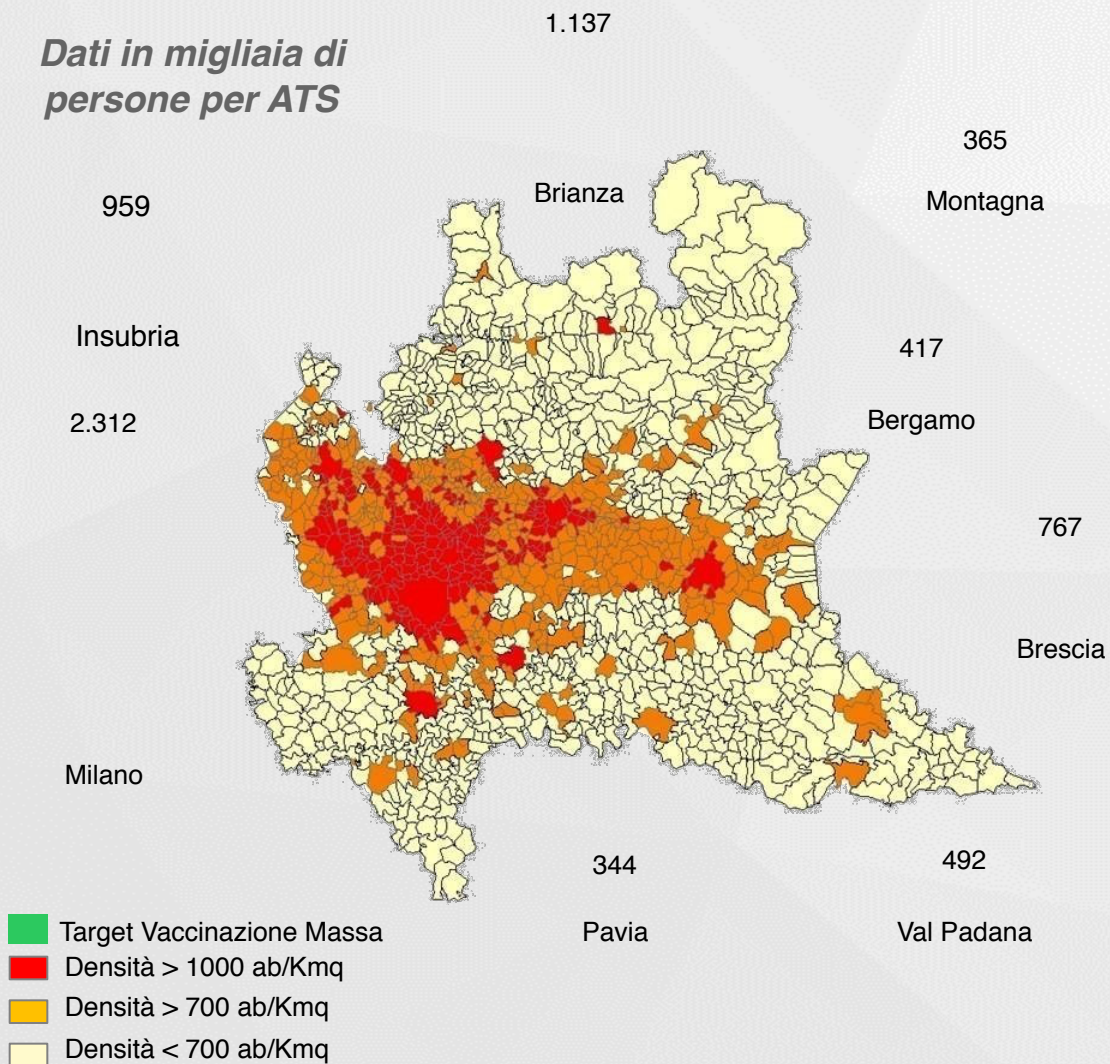 1.137
Dati in migliaia di
persone per ATS
365
959
Brianza
Montagna
Insubria
417
2.312
Bergamo
767
Brescia
Milano
344
492
Pavia
Val Padana
Target Vaccinazione Massa
Densità > 1000 ab/Kmq
Densità > 700 ab/Kmq
Densità < 700 ab/Kmq